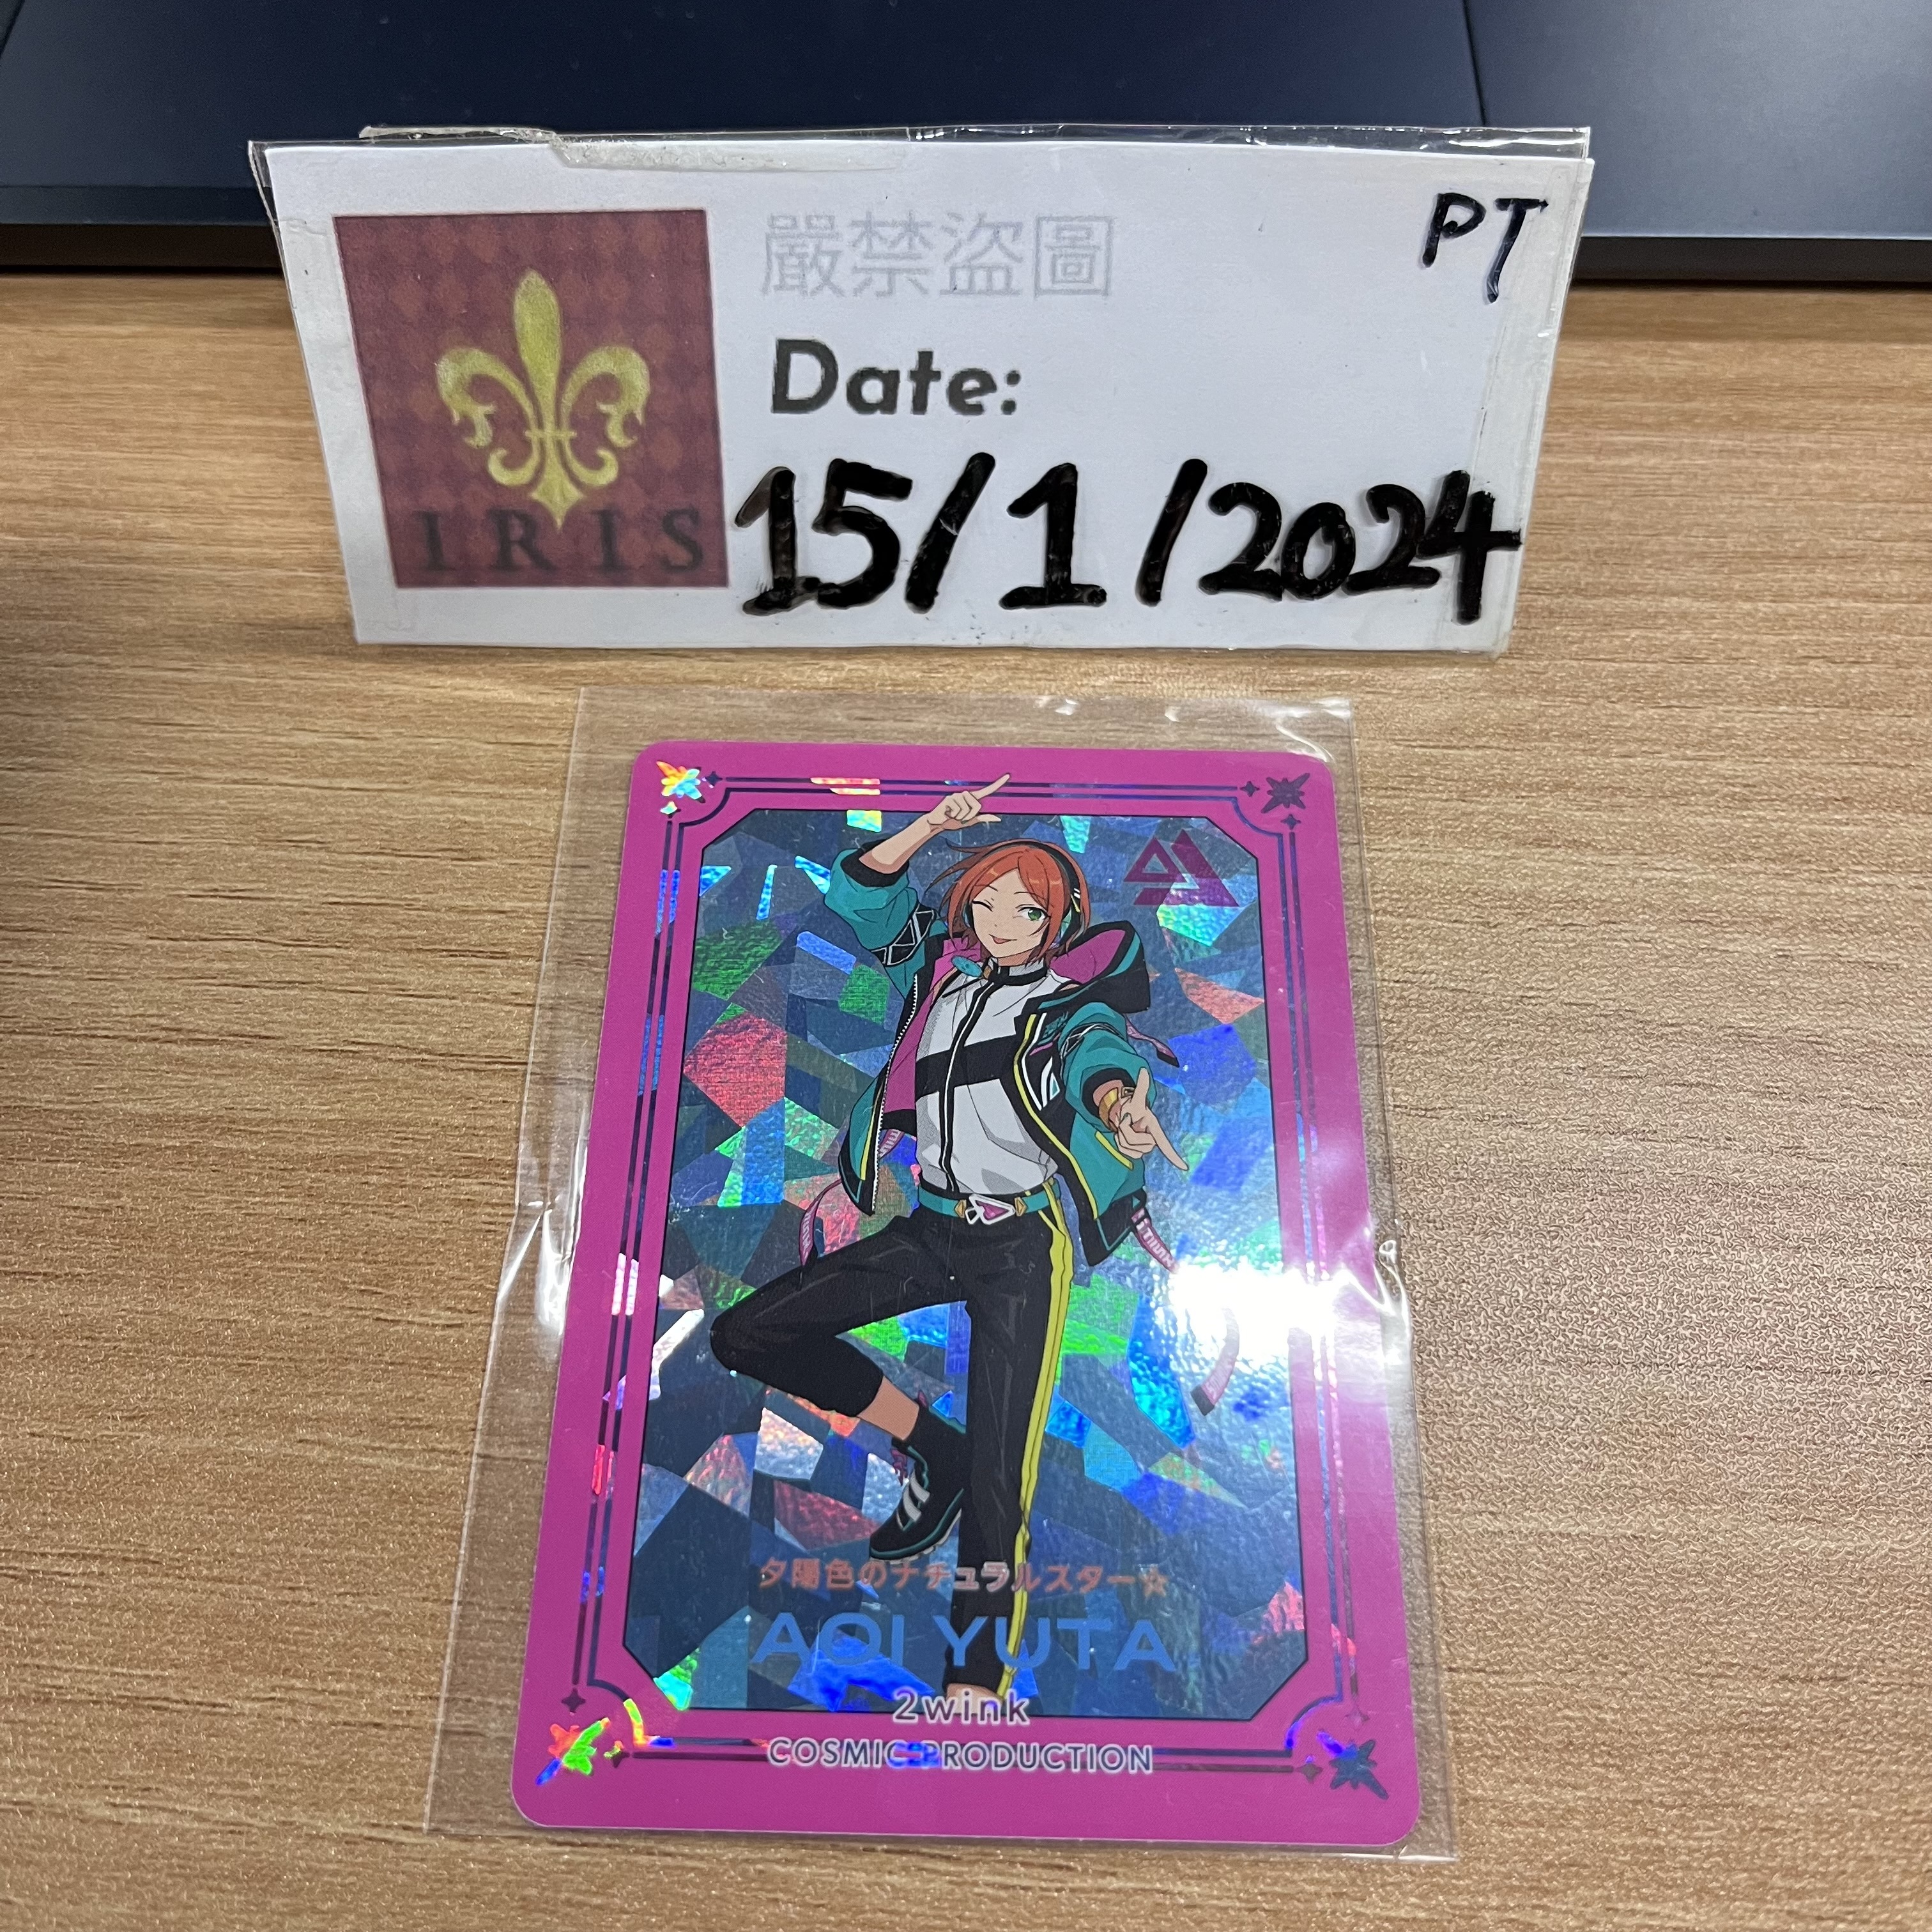 嚴禁盜圖
PT
Date:
15/1/2024
IRIS
夕陽色のナチュラルスター☆
AOI YUTA
2wink
COSMIC PRODUCTION